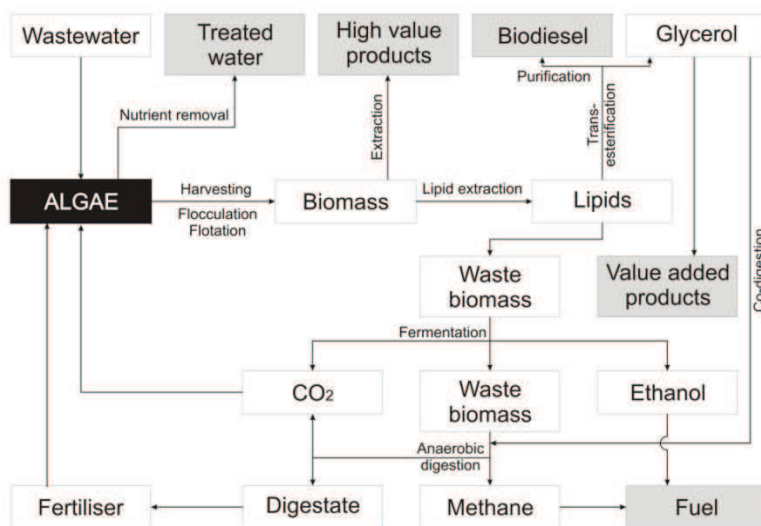 Wastewater
Treated
water
High value
products
Biodiesel
Glycerol
Purification
Nutrient removal
Extraction
Trans-
esterification
ALGAE
Harvesting
Flocculation
Flotation
Biomass
Lipid extraction
Lipids
Waste
biomass
Value added
products
Co-digestion
Fermentation
CO2
Waste
biomass
Ethanol
Anaerobic
digestion
Fertiliser
Digestate
Methane
Fuel